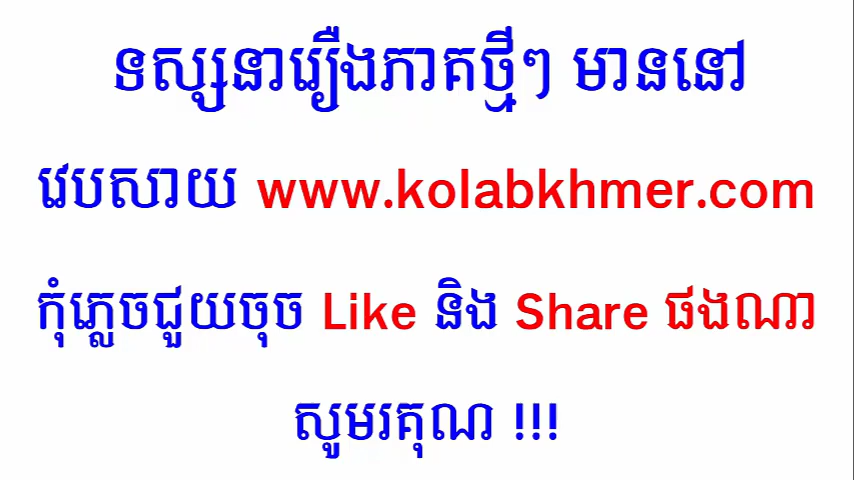 ទស្សនារឿងភាគថ្មីៗ មាននៅ
វេបសាយ www.kolabkhmer.com
កុំភ្លេចជួយចុច Like និង Share ផងណា
សូមរគុណ !!!